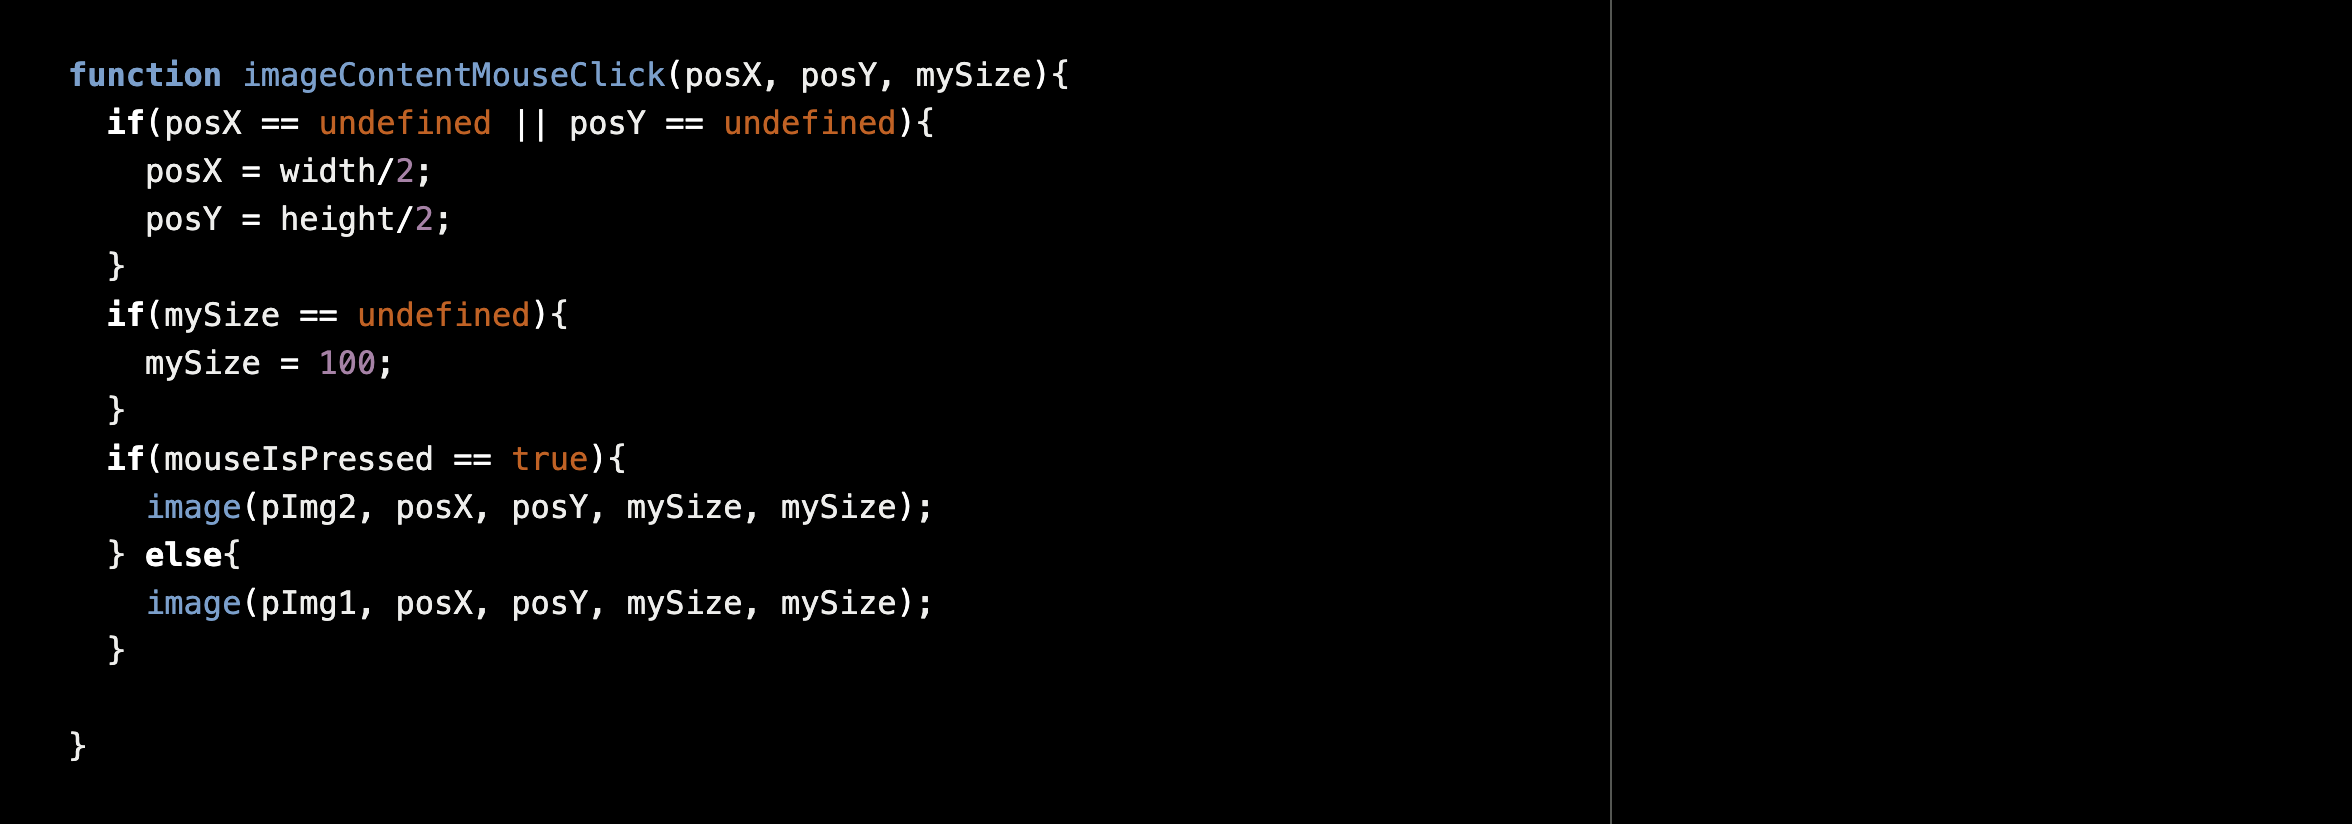 function imageContentMouseClick(posX, posY, mySize){
  if(posX == undefined || posY == undefined){
    posX = width/2;
    posY = height/2;
  }
  if(mySize == undefined){
    mySize = 100;
  }
  if(mouseIsPressed == true){
    image(pImg2, posX, posY, mySize, mySize);
  } else{
    image(pImg1, posX, posY, mySize, mySize);
  }

}